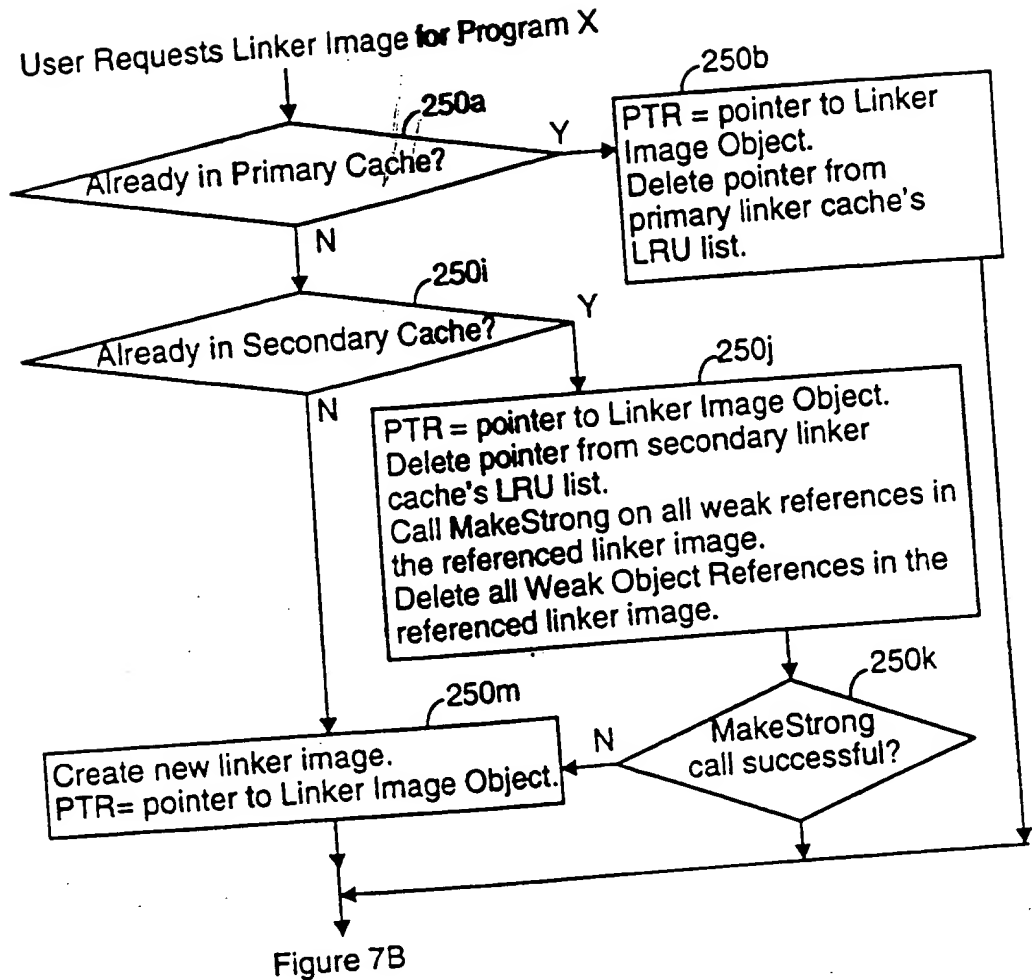 User Requests Linker Image for Program X
250a
Already in Primary Cache?
Y
N
250b
PTR = pointer to Linker
Image Object.
Delete pointer from
primary linker cache's
LRU list.
250i
Already in Secondary Cache?
Y
N
250j
PTR = pointer to Linker Image Object.
Delete pointer from secondary linker
cache's LRU list.
Call MakeStrong on all weak references in
the referenced linker image.
Delete all Weak Object References in the
referenced linker image.
250k
MakeStrong
call successful?
N
250m
Create new linker image.
PTR= pointer to Linker Image Object.
Figure 7B